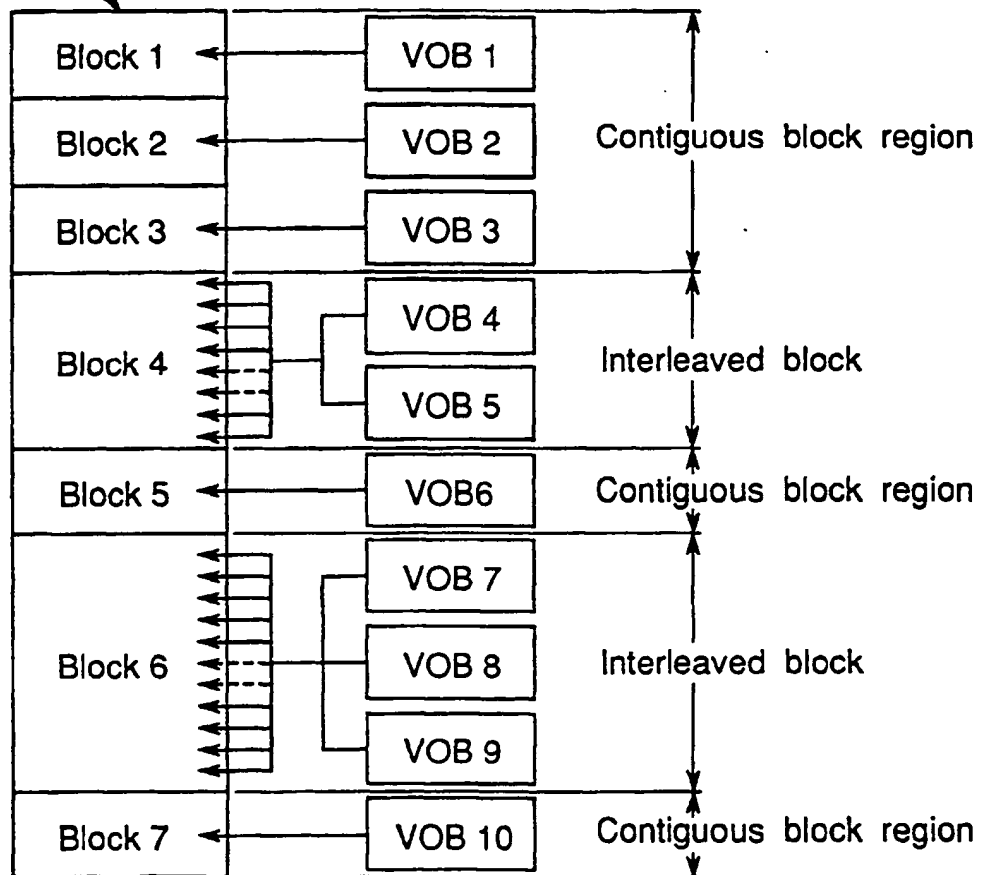 Block 1
VOB 1
Block 2
VOB 2
Contiguous block region
Block 3
VOB 3
VOB 4
Block 4
Interleaved block
VOB 5
Block 5
VOB6
Contiguous block region
VOB 7
Block 6
VOB 8
Interleaved block
VOB 9
Block 7
VOB 10
Contiguous block region